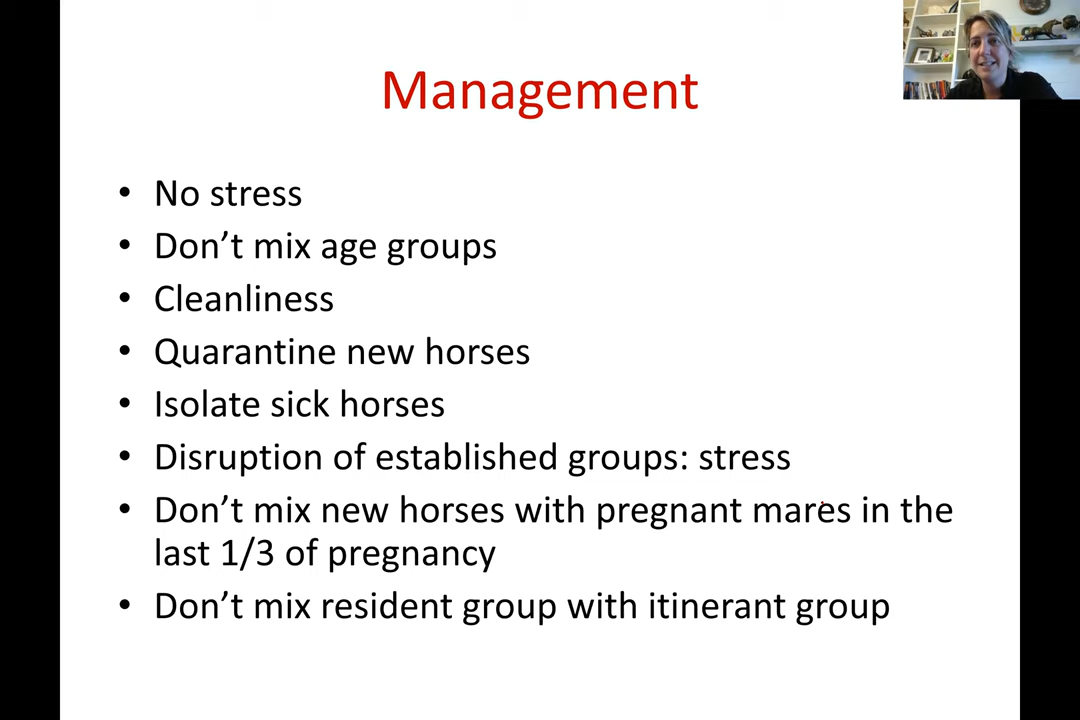 Management
• No stress
• Don’t mix age groups
• Cleanliness
• Quarantine new horses
• Isolate sick horses
• Disruption of established groups: stress
• Don’t mix new horses with pregnant mares in the
last 1/3 of pregnancy
• Don’t mix resident group with itinerant group